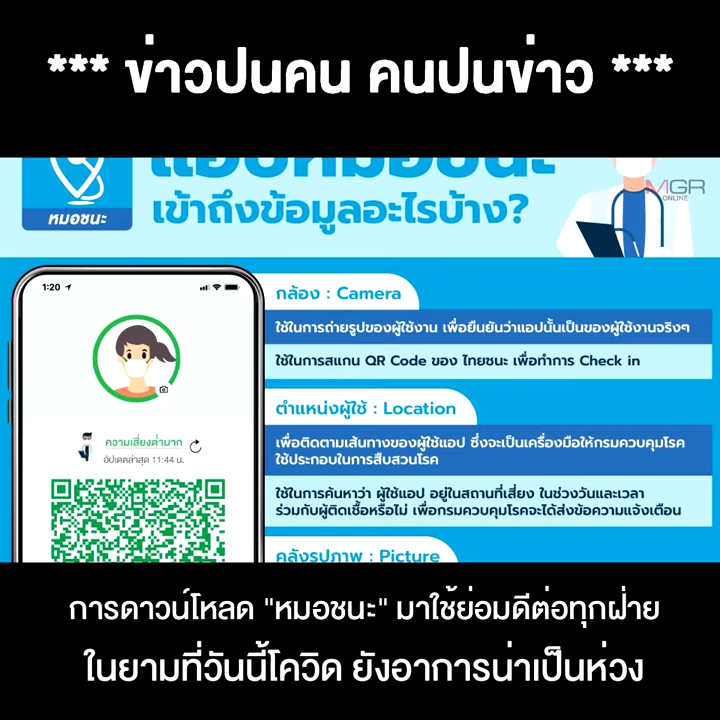 *** ข่าวปนคน คนปนข่าว ***
แอปหมอชนะ
หมอชนะ
เข้าถึงข้อมูลอะไรบ้าง?
MGR
ONLINE
1:20
กล้อง : Camera
ใช้ในการถ่ายรูปของผู้ใช้งาน เพื่อยืนยันว่าแอปนั้นเป็นของผู้ใช้งานจริงๆ
ใช้ในการสแกน QR Code ของ ไทยชนะ เพื่อทำการ Check in
ตำแหน่งผู้ใช้ : Location
เพื่อติดตามเส้นทางของผู้ใช้แอป ซึ่งจะเป็นเครื่องมือให้กรมควบคุมโรค
ใช้ประกอบในการสืบสวนโรค
ใช้ในการค้นหาว่า ผู้ใช้แอป อยู่ในสถานที่เสี่ยง ในช่วงวันและเวลา
ร่วมกับผู้ติดเชื้อหรือไม่ เพื่อกรมควบคุมโรคจะได้ส่งข้อความแจ้งเตือน
ความเสี่ยงต่ำมาก
อัปเดตล่าสุด 11:44 น.
คลังรูปภาพ : Picture
การดาวน์โหลด "หมอชนะ" มาใช้ย่อมดีต่อทุกฝ่าย
ในยามที่วันนี้โควิด ยังอาการน่าเป็นห่วง